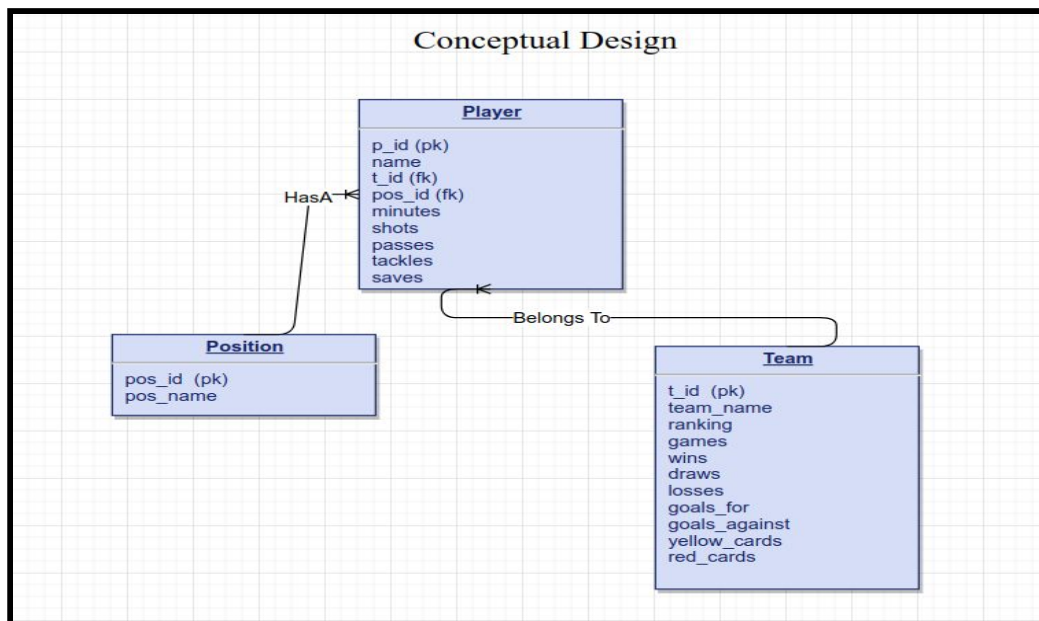 Conceptual Design
Player
p_id (pk)
name
t_id (fk)
pos_id (fk)
minutes
shots
passes
tackles
saves
HasA
Belongs To
Position
pos_id (pk)
pos_name
Team
t_id (pk)
team_name
ranking
games
wins
draws
losses
goals_for
goals_against
yellow_cards
red_cards